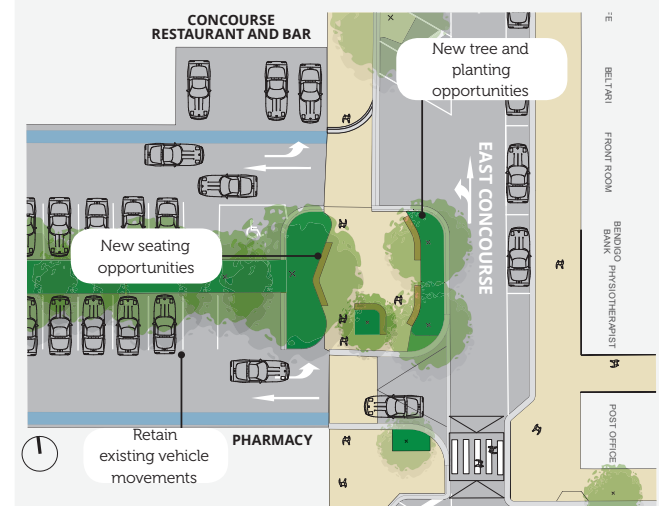 CONCOURSE
RESTAURANT AND BAR
New tree and
planting
opportunities
BELTARI
FRONT ROOM
BENDIGO
BANK
PHYSIOTHERAPIST
POST OFFICE
EAST CONCOURSE
New seating
opportunities
Retain
existing vehicle
movements
PHARMACY